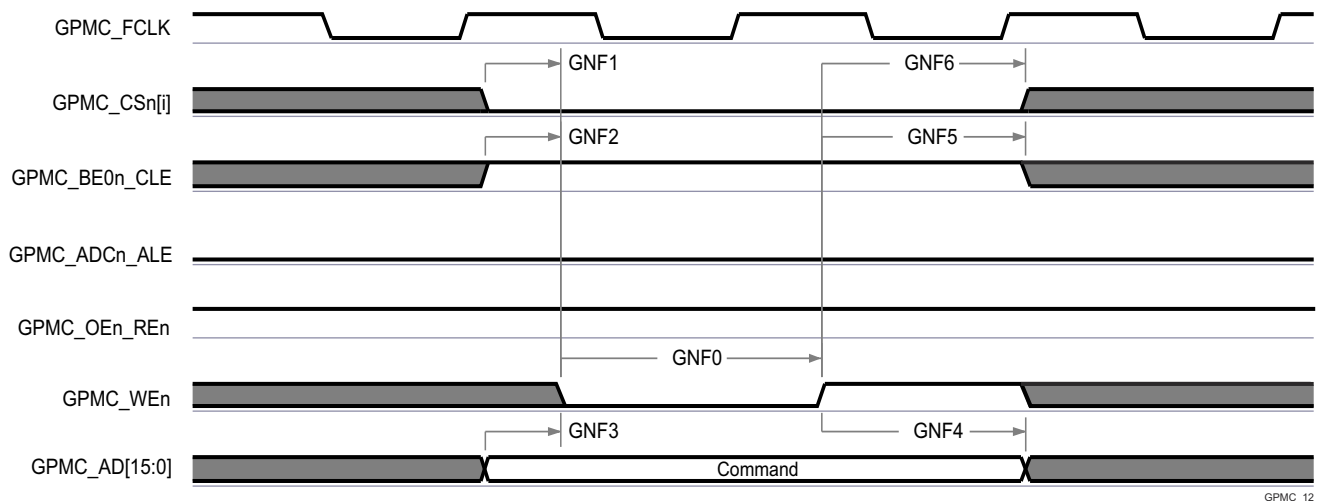 GPMC_FCLK
GNF1
GNF6
GPMC_CSn[i]
GNF2
GNF5
GPMC_BE0n_CLE
GPMC_ADCn_ALE
GPMC_OEn_REn
GNF0
GPMC_WEn
GNF3
GNF4
GPMC_AD[15:0]
Command
GPMC_12